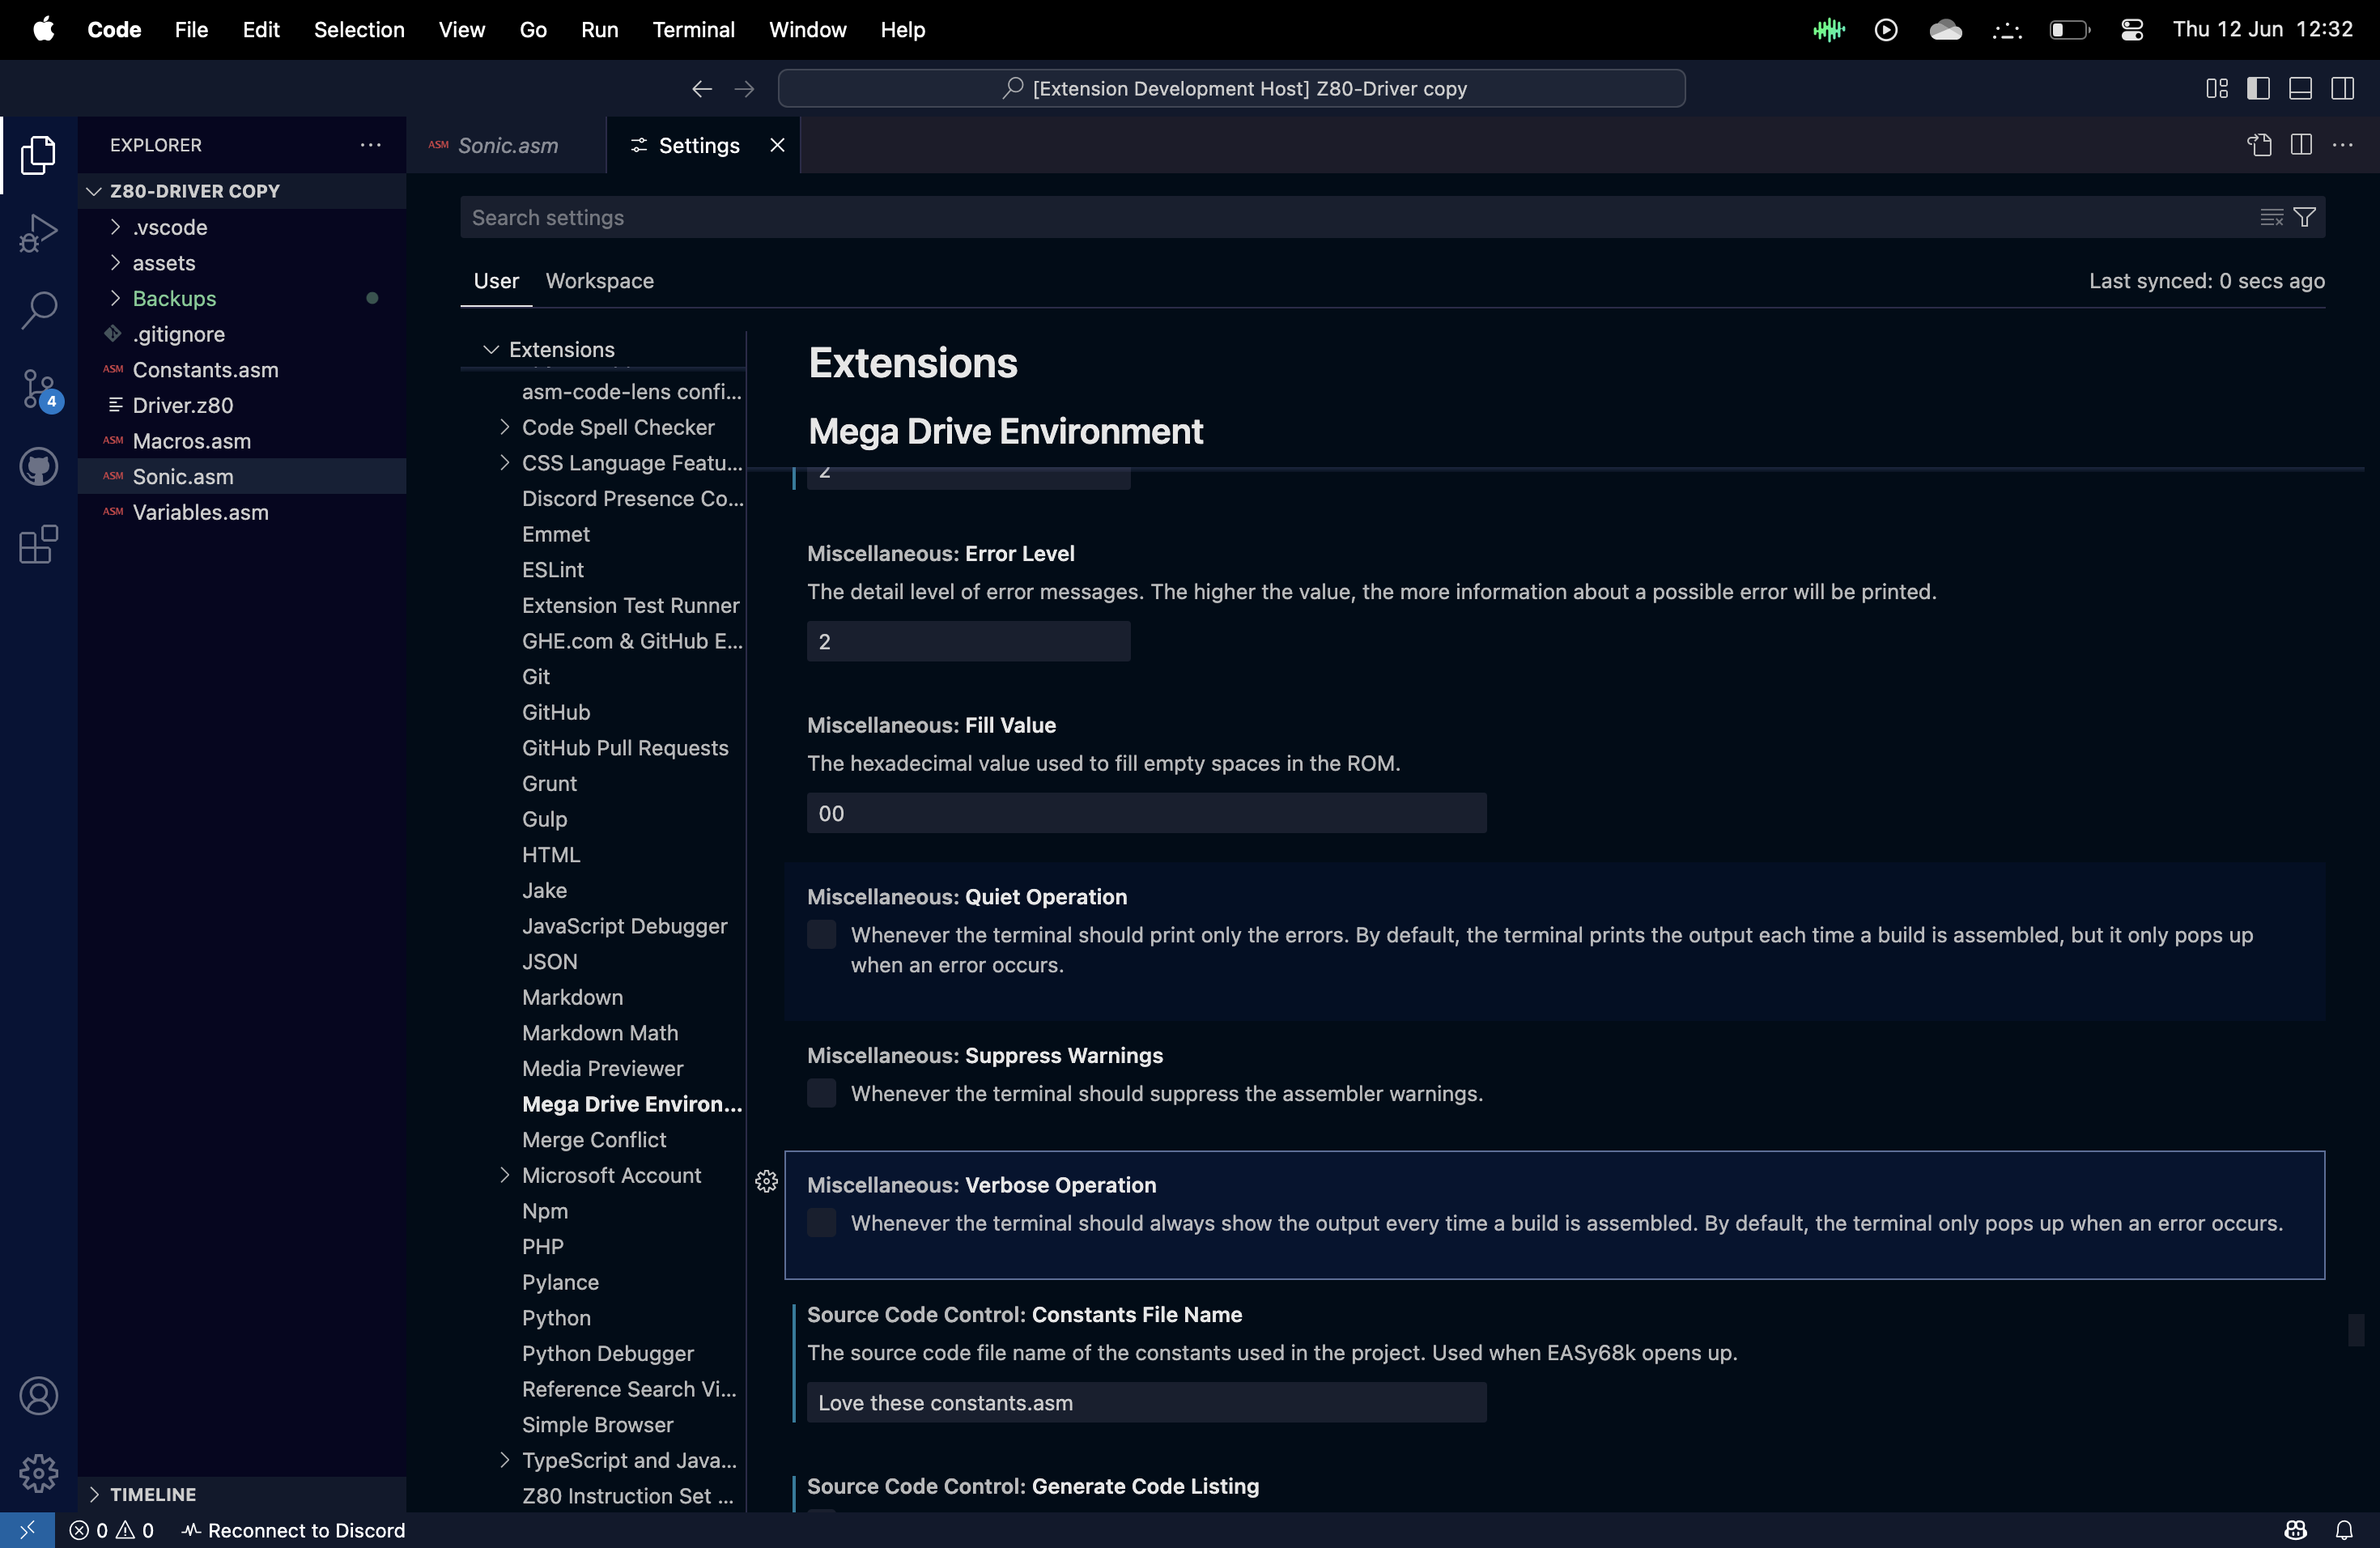 Code File Edit Selection View Go Run Terminal Window Help Thu 12 Jun 12:32
[Extension Development Host] Z80-Driver copy
EXPLORER
Z80-DRIVER COPY
.vscode
assets
Backups
.gitignore
ASM Constants.asm
Driver.z80
ASM Macros.asm
ASM Sonic.asm
ASM Variables.asm
TIMELINE
4
ASM Sonic.asm
Settings
Search settings
User Workspace Last synced: 0 secs ago
Extensions
asm-code-lens confi...
Code Spell Checker
CSS Language Featu...
Discord Presence Co...
Emmet
ESLint
Extension Test Runner
GHE.com & GitHub E...
Git
GitHub
GitHub Pull Requests
Grunt
Gulp
HTML
Jake
JavaScript Debugger
JSON
Markdown
Markdown Math
Media Previewer
Mega Drive Environ...
Merge Conflict
Microsoft Account
Npm
PHP
Pylance
Python
Python Debugger
Reference Search Vi...
Simple Browser
TypeScript and Java...
Z80 Instruction Set ...
Extensions
Mega Drive Environment
2
Miscellaneous: Error Level
The detail level of error messages. The higher the value, the more information about a possible error will be printed.
2
Miscellaneous: Fill Value
The hexadecimal value used to fill empty spaces in the ROM.
00
Miscellaneous: Quiet Operation
Whenever the terminal should print only the errors. By default, the terminal prints the output each time a build is assembled, but it only pops up
when an error occurs.
Miscellaneous: Suppress Warnings
Whenever the terminal should suppress the assembler warnings.
Miscellaneous: Verbose Operation
Whenever the terminal should always show the output every time a build is assembled. By default, the terminal only pops up when an error occurs.
Source Code Control: Constants File Name
The source code file name of the constants used in the project. Used when EASy68k opens up.
Love these constants.asm
Source Code Control: Generate Code Listing
0 0 Reconnect to Discord